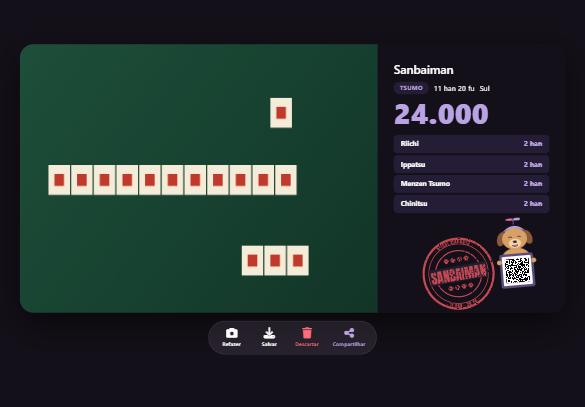 Sanbaiman
TSUMO 11 han 20 fu Sul
24.000
Riichi 2 han
Ippatsu 2 han
Menzen Tsumo 2 han
Chinitsu 2 han
SANBAIMAN
Refazer Salvar Descartar Compartilhar